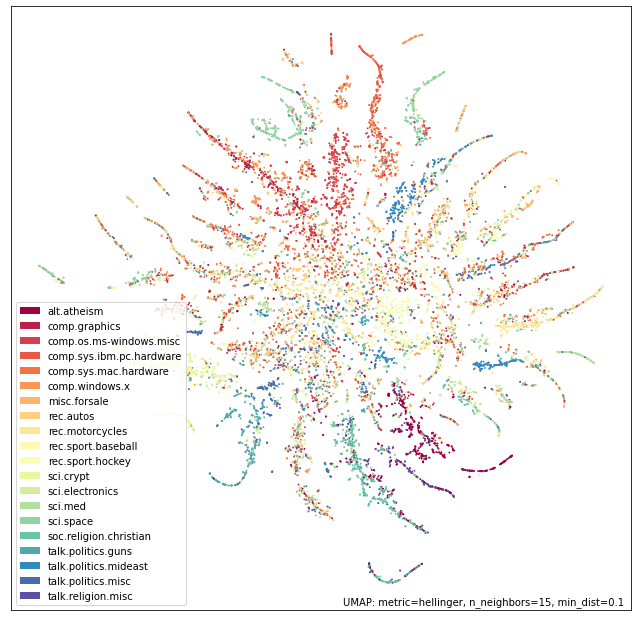 alt.atheism
comp.graphics
comp.os.ms-windows.misc
comp.sys.ibm.pc.hardware
comp.sys.mac.hardware
comp.windows.x
misc.forsale
rec.autos
rec.motorcycles
rec.sport.baseball
rec.sport.hockey
sci.crypt
sci.electronics
sci.med
sci.space
soc.religion.christian
talk.politics.guns
talk.politics.mideast
talk.politics.misc
talk.religion.misc
UMAP: metric=hellinger, n_neighbors=15, min_dist=0.1